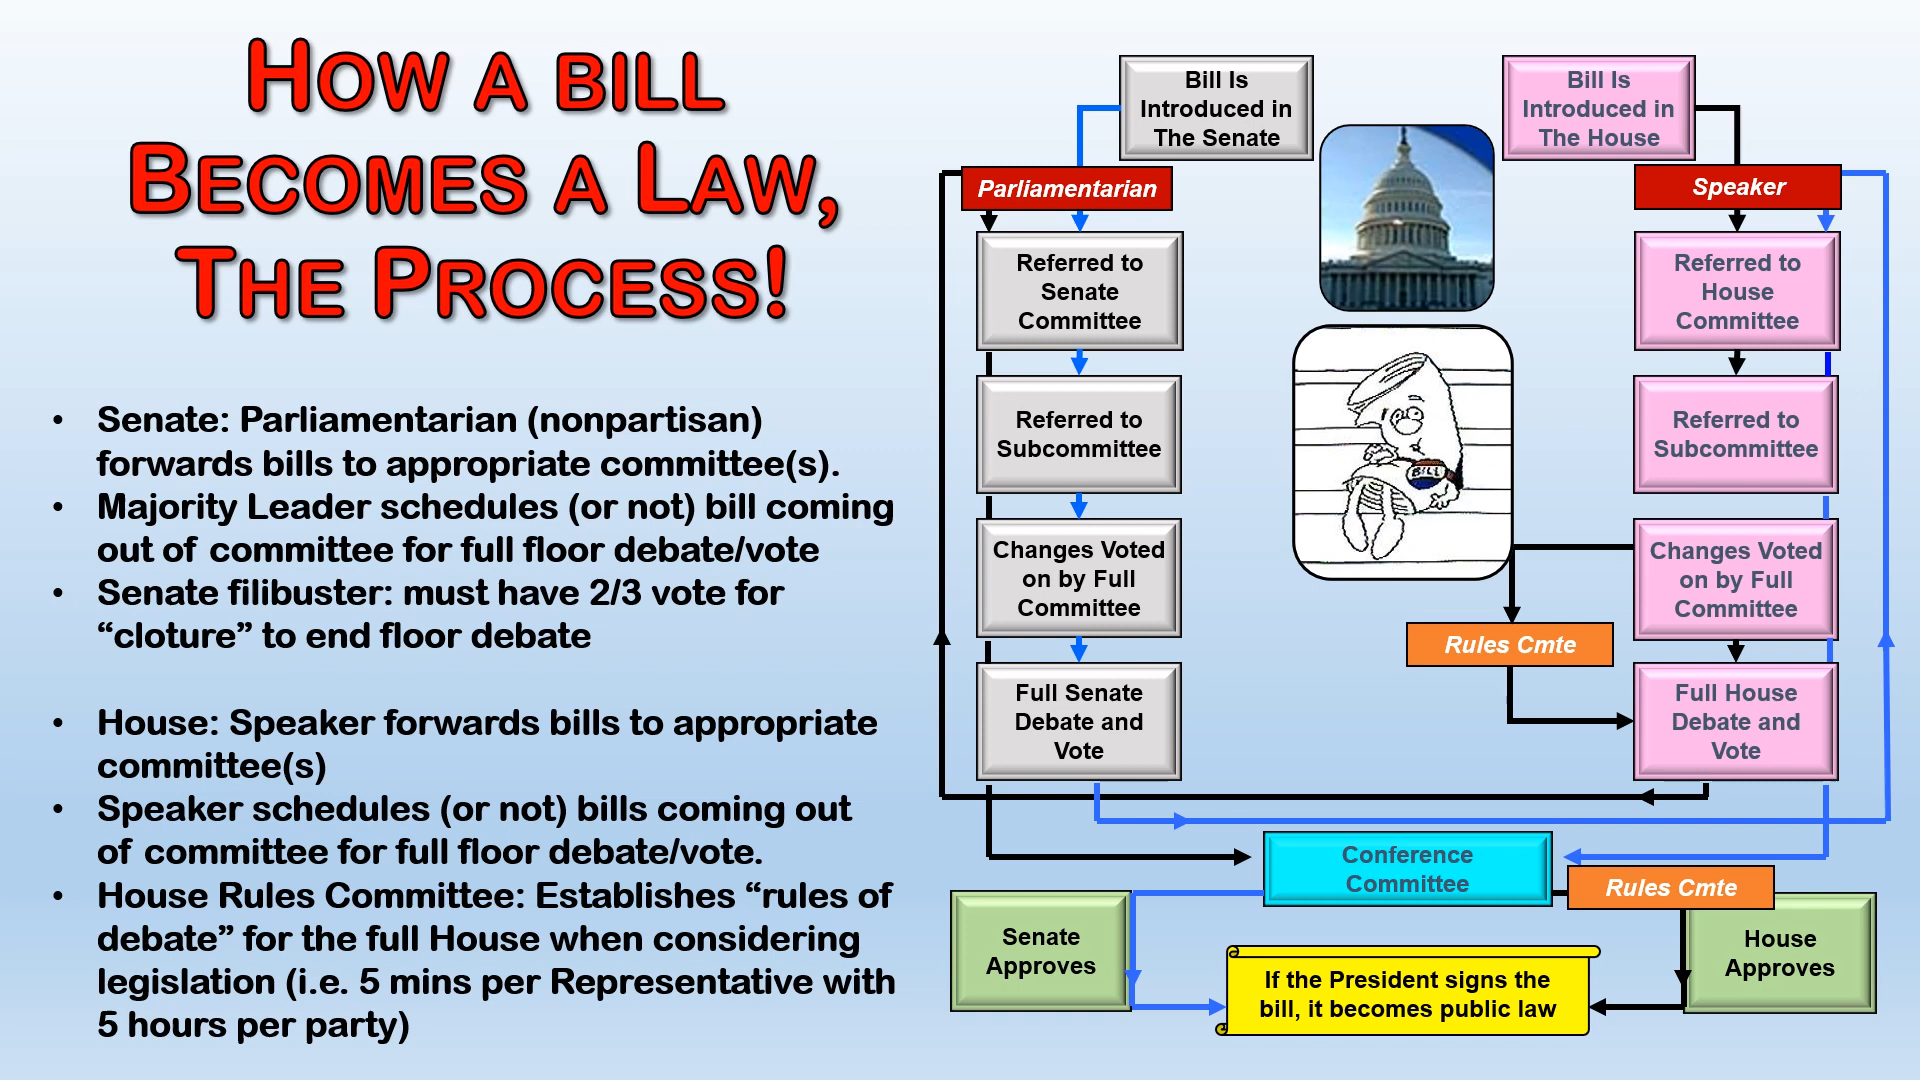 How a bill
Becomes a Law,
The Process!
• Senate: Parliamentarian (nonpartisan)
forwards bills to appropriate committee(s).
• Majority Leader schedules (or not) bill coming
out of committee for full floor debate/vote
• Senate filibuster: must have 2/3 vote for
“cloture” to end floor debate
• House: Speaker forwards bills to appropriate
committee(s)
• Speaker schedules (or not) bills coming out
of committee for full floor debate/vote.
• House Rules Committee: Establishes “rules of
debate” for the full House when considering
legislation (i.e. 5 mins per Representative with
5 hours per party)
Bill Is
Introduced in
The Senate
Parliamentarian
Referred to
Senate
Committee
Referred to
Subcommittee
Changes Voted
on by Full
Committee
Full Senate
Debate and
Vote
BILL
Bill Is
Introduced in
The House
Speaker
Referred to
House
Committee
Referred to
Subcommittee
Changes Voted
on by Full
Committee
Rules Cmte
Full House
Debate and
Vote
Conference
Committee
Rules Cmte
Senate
Approves
House
Approves
If the President signs the
bill, it becomes public law